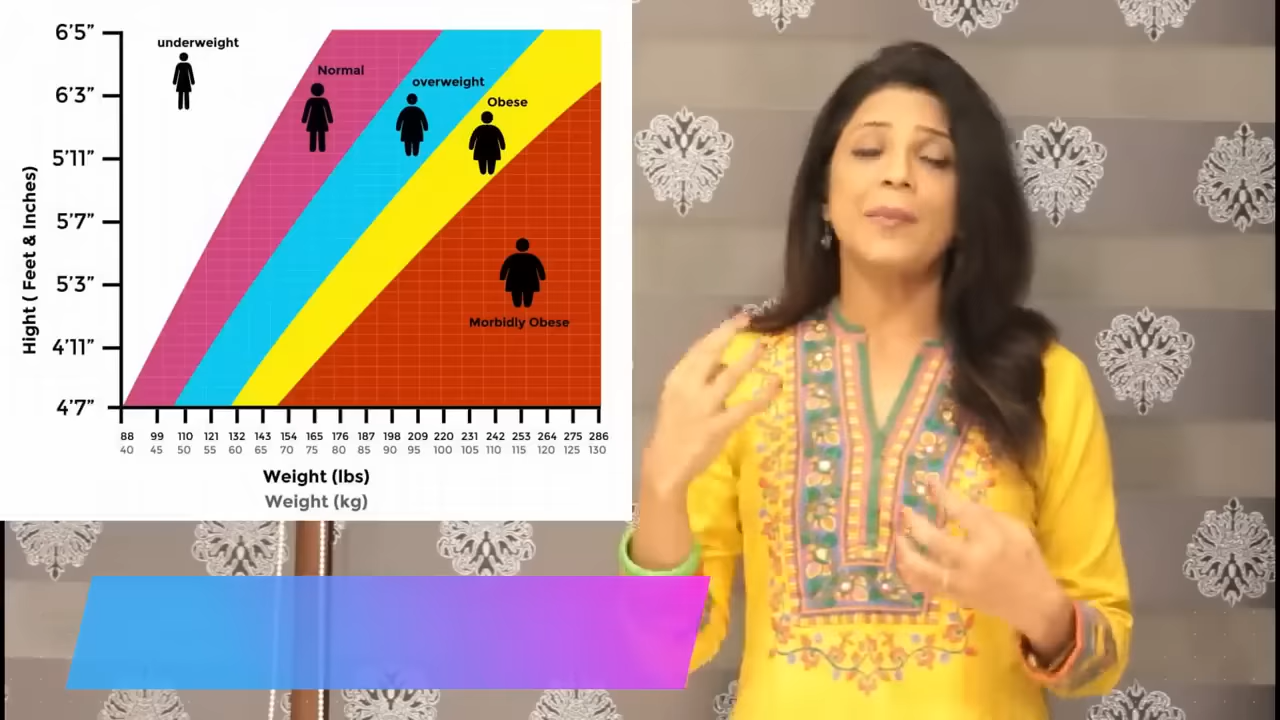 6’5”
6’3”
5’11”
5’7”
5’3”
4’11”
4’7”
Hight ( Feet & Inches)
underweight
Normal
overweight
Obese
Morbidly Obese
88 99 110 121 132 143 154 165 176 187 198 209 220 231 242 253 264 275 286
40 45 50 55 60 65 70 75 80 85 90 95 100 105 110 115 120 125 130
Weight (lbs)
Weight (kg)